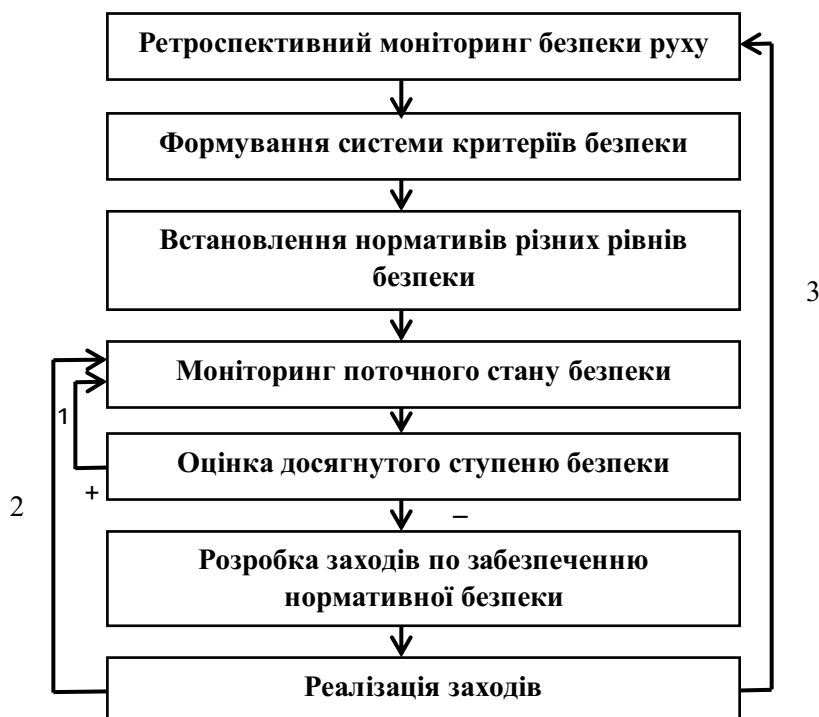 Ретроспективний моніторинг безпеки руху
Формування системи критеріїв безпеки
Встановлення нормативів різних рівнів
безпеки
3
Моніторинг поточного стану безпеки
1
Оцінка досягнутого ступеню безпеки
+
2
–
Розробка заходів по забезпеченню
нормативної безпеки
Реалізація заходів